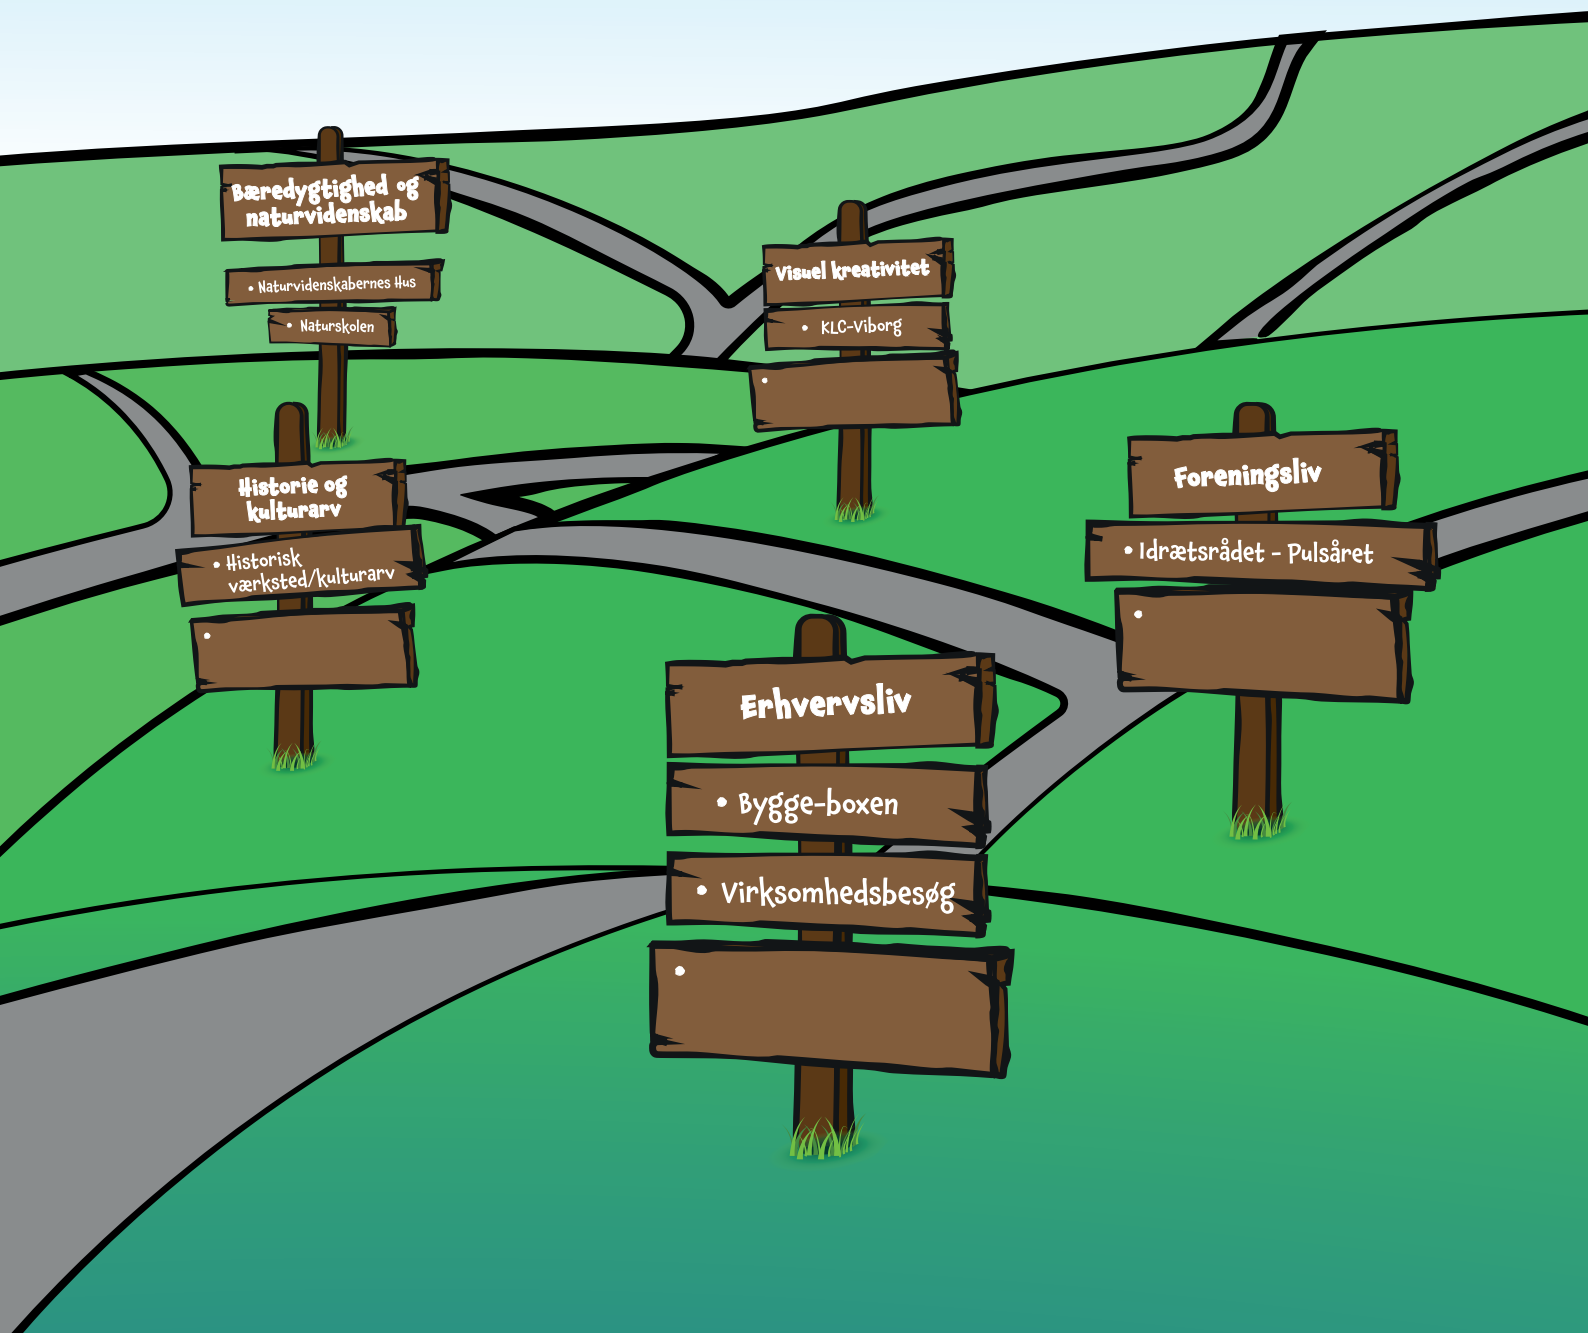 Bæredygtighed og
naturvidenskab
• Naturvidenskabernes Hus
• Naturskolen
Visuel kreativitet
• KLC-Viborg
•
Historie og
kulturarv
• Historisk
værksted/kulturarv
•
Foreningsliv
• Idrætsrådet - Pulsåret
•
Erhvervsliv
• Bygge-boxen
• Virksomhedsbesøg
•